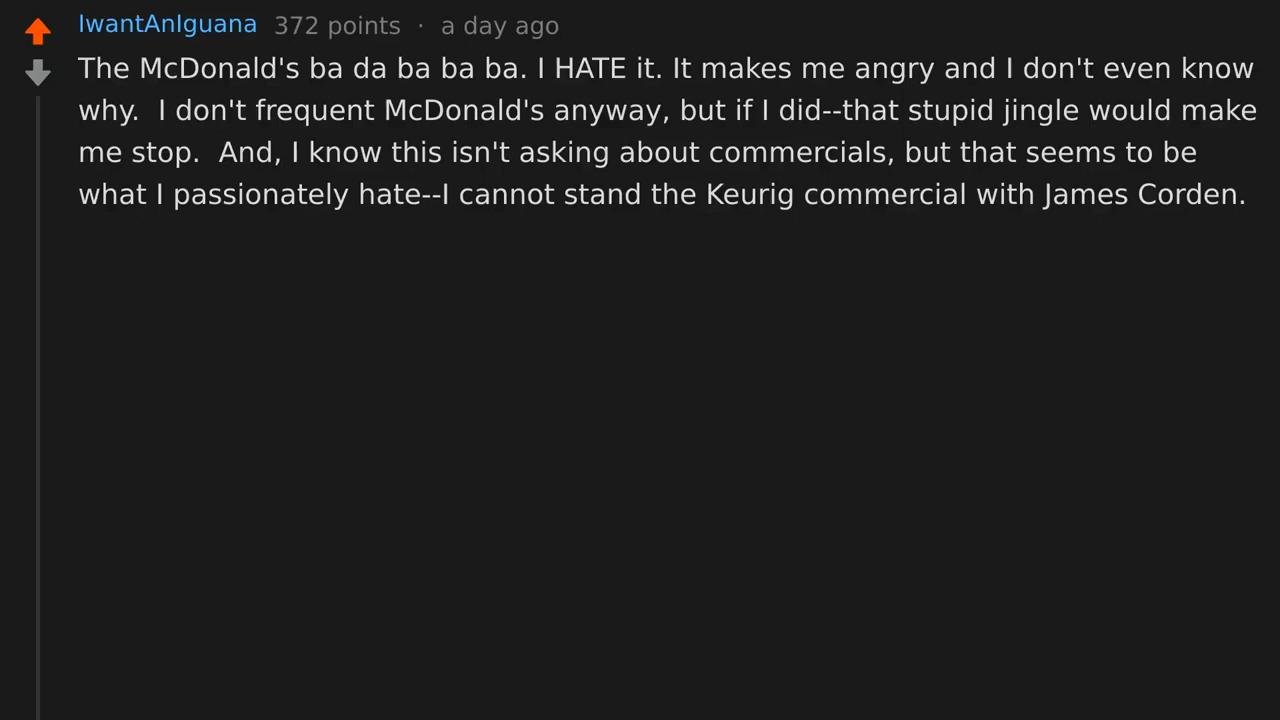 IwantAnIguana 372 points · a day ago
The McDonald's ba da ba ba ba. I HATE it. It makes me angry and I don't even know
why.  I don't frequent McDonald's anyway, but if I did--that stupid jingle would make
me stop.  And, I know this isn't asking about commercials, but that seems to be
what I passionately hate--I cannot stand the Keurig commercial with James Corden.